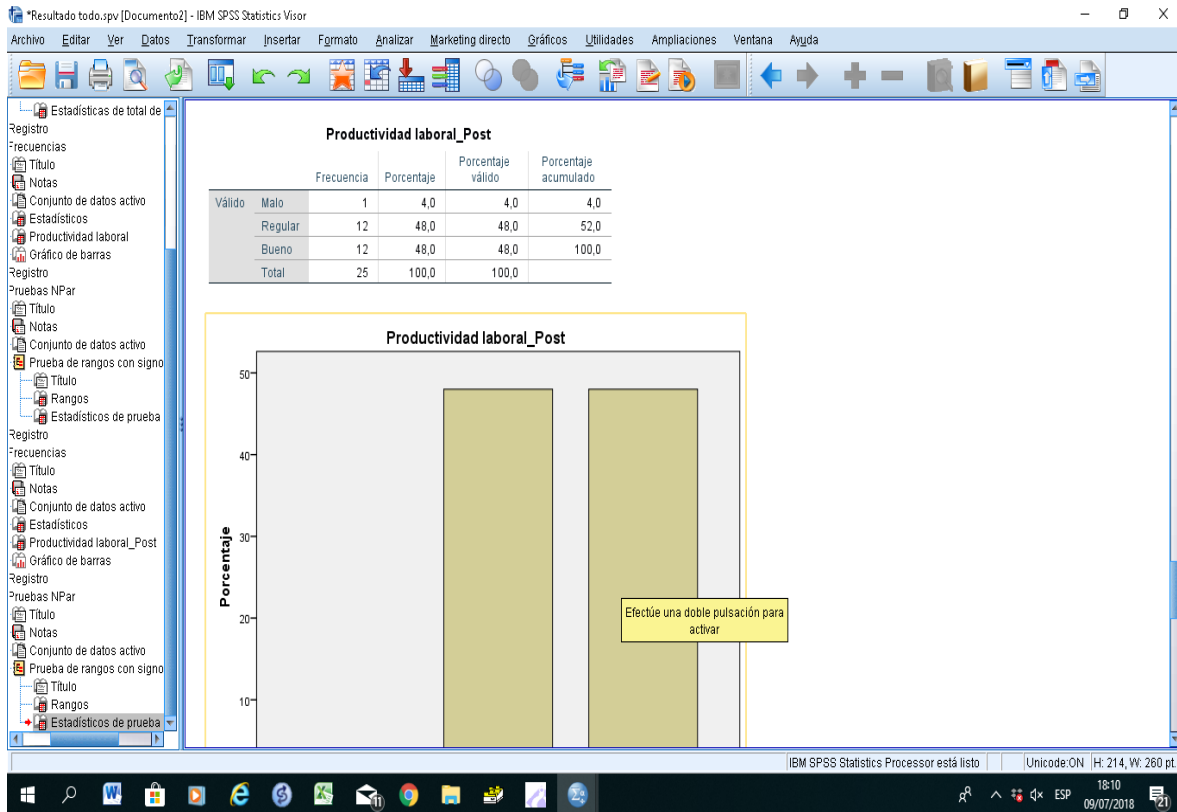 *Resultado todo.spv [Documento2] - IBM SPSS Statistics Visor
Archivo Editar Ver Datos Transformar Insertar Formato Analizar Marketing directo Gráficos Utilidades Ampliaciones Ventana Ayuda
Estadísticas de total de
Registro
Frecuencias
Título
Notas
Conjunto de datos activo
Estadísticos
Productividad laboral
Gráfico de barras
Registro
Pruebas NPar
Título
Notas
Conjunto de datos activo
Prueba de rangos con signo
Título
Rangos
Estadísticos de prueba
Registro
Frecuencias
Título
Notas
Conjunto de datos activo
Estadísticos
Productividad laboral_Post
Gráfico de barras
Registro
Pruebas NPar
Título
Notas
Conjunto de datos activo
Prueba de rangos con signo
Título
Rangos
Estadísticos de prueba
Productividad laboral_Post
Frecuencia Porcentaje Porcentaje válido Porcentaje acumulado
Válido Malo 1 4,0 4,0 4,0
Regular 12 48,0 48,0 52,0
Bueno 12 48,0 48,0 100,0
Total 25 100,0 100,0
Productividad laboral_Post
50
40
30
20
10
Porcentaje
Efectúe una doble pulsación para
activar
IBM SPSS Statistics Processor está listo Unicode:ON H: 214, W: 260 pt.
11
ESP
18:10
09/07/2018
21